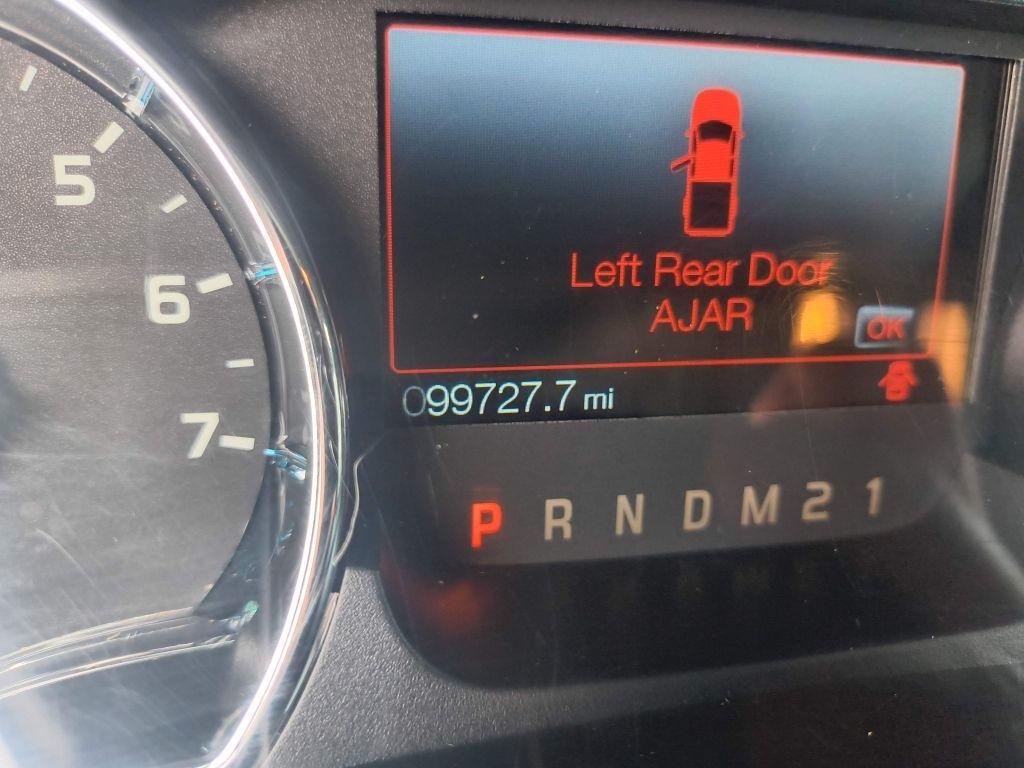 5
6
7
Left Rear Door
AJAR
OK
099727.7 mi
P R N D M 2 1